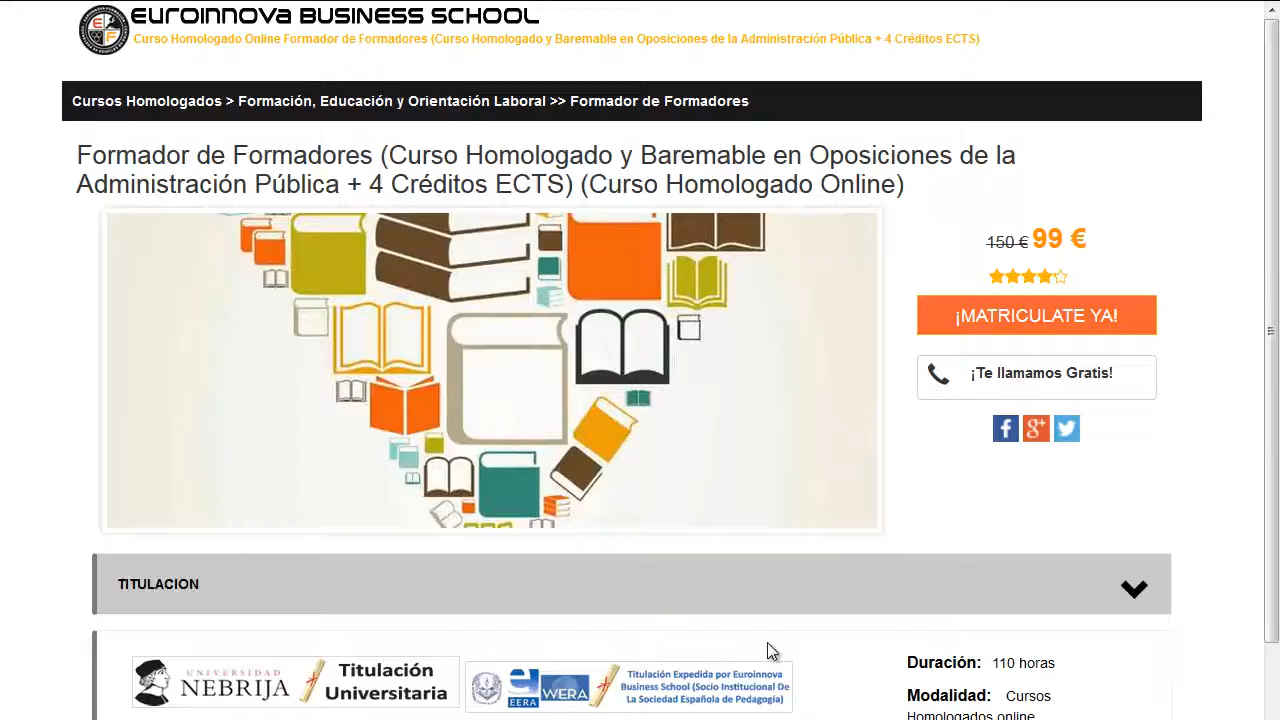 EUROINNOVA BUSINESS SCHOOL
Curso Homologado Online Formador de Formadores (Curso Homologado y Baremable en Oposiciones de la Administración Pública + 4 Créditos ECTS)
Cursos Homologados > Formación, Educación y Orientación Laboral >> Formador de Formadores
Formador de Formadores (Curso Homologado y Baremable en Oposiciones de la
Administración Pública + 4 Créditos ECTS) (Curso Homologado Online)
150 € 99 €
¡MATRICULATE YA!
¡Te llamamos Gratis!
TITULACION
UNIVERSIDAD
NEBRIJA
Titulación
Universitaria
EERA
WERA
Titulación Expedida por Euroinnova
Business School (Socio Institucional De
La Sociedad Española de Pedagogía)
Duración: 110 horas
Modalidad: Cursos
Homologados online